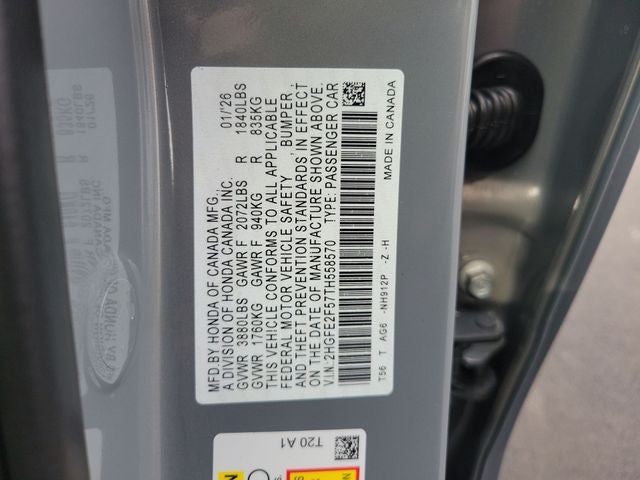 MFD.BY HONDA OF CANADA MFG.
A DIVISION OF HONDA CANADA INC. 01/26
GVWR 3880LBS GAWR F 2072LBS R 1840LBS
GVWR 1760KG GAWR F 940KG R 835KG
THIS VEHICLE CONFORMS TO ALL APPLICABLE
FEDERAL MOTOR VEHICLE SAFETY BUMPER,
AND THEFT PREVENTION STANDARDS IN EFFECT
ON THE DATE OF MANUFACTURE SHOWN ABOVE.
V.I.N.:2HGFE2F57TH558570 TYPE: PASSENGER CAR
T56 T AG6 -NH912P -Z -H MADE IN CANADA
T20 A1